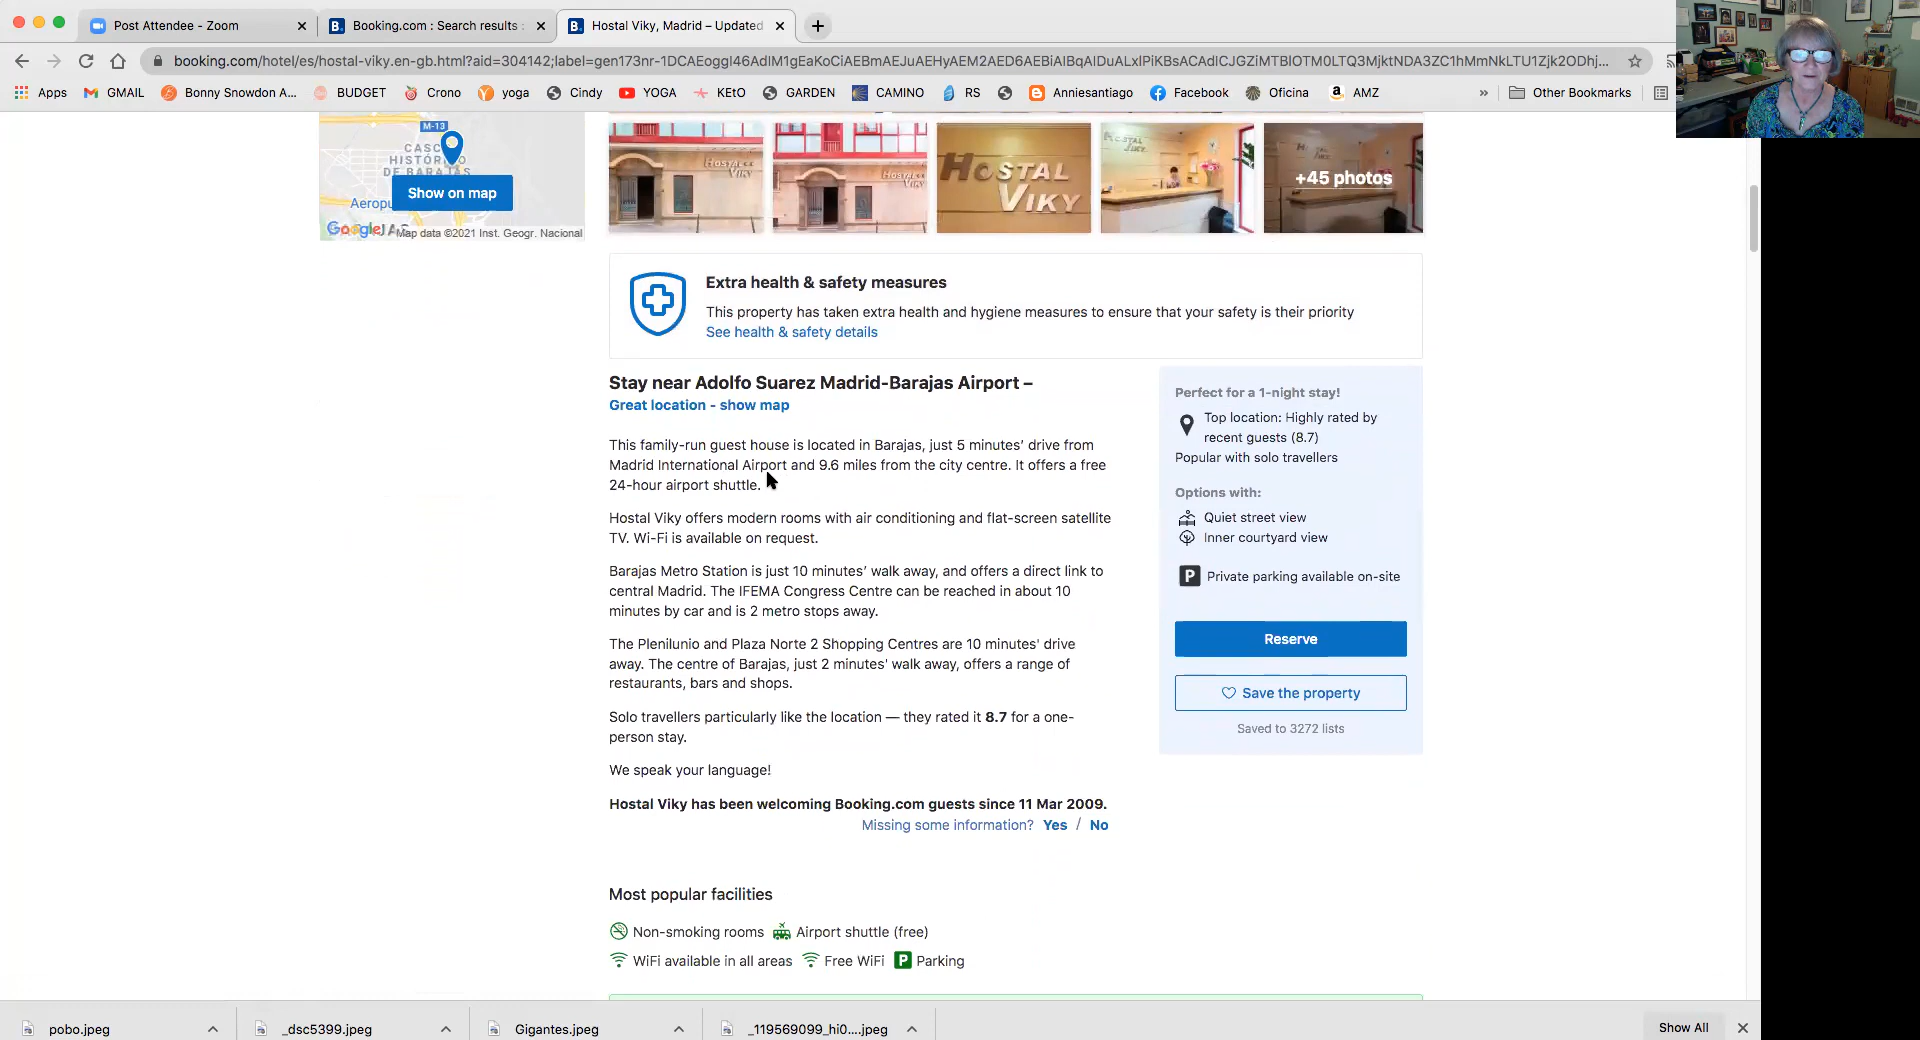 Post Attendee - Zoom
Booking.com : Search results :
Hostal Viky, Madrid – Updated
booking.com/hotel/es/hostal-viky.en-gb.html?aid=304142;label=gen173nr-1DCAEoggI46AdIM1gEaKoCiAEBmAEJuAEHyAEM2AED6AEBiAIBqAIDuALxlPiKBsACAdICJGZiMTBlOTM0LTQ3MjktNDA3ZC1hMmNkLTU1Zjk2ODhj...
Apps GMAIL Bonny Snowdon A... BUDGET Crono yoga Cindy YOGA KEtO GARDEN CAMINO RS Anniesantiago Facebook Oficina AMZ » Other Bookmarks
M-13
HISTÓRICO
DE BARAJAS
Show on map
Aeropu
Google
Map data ©2021 Inst. Geogr. Nacional
HOSTAL
VIKY
+45 photos
Extra health & safety measures
This property has taken extra health and hygiene measures to ensure that your safety is their priority
See health & safety details
Stay near Adolfo Suarez Madrid-Barajas Airport –
Great location - show map
This family-run guest house is located in Barajas, just 5 minutes’ drive from
Madrid International Airport and 9.6 miles from the city centre. It offers a free
24-hour airport shuttle.
Hostal Viky offers modern rooms with air conditioning and flat-screen satellite
TV. Wi-Fi is available on request.
Barajas Metro Station is just 10 minutes’ walk away, and offers a direct link to
central Madrid. The IFEMA Congress Centre can be reached in about 10
minutes by car and is 2 metro stops away.
The Plenilunio and Plaza Norte 2 Shopping Centres are 10 minutes' drive
away. The centre of Barajas, just 2 minutes' walk away, offers a range of
restaurants, bars and shops.
Solo travellers particularly like the location — they rated it 8.7 for a one-
person stay.
We speak your language!
Hostal Viky has been welcoming Booking.com guests since 11 Mar 2009.
Missing some information? Yes / No
Perfect for a 1-night stay!
Top location: Highly rated by
recent guests (8.7)
Popular with solo travellers
Options with:
Quiet street view
Inner courtyard view
P Private parking available on-site
Reserve
Save the property
Saved to 3272 lists
Most popular facilities
Non-smoking rooms Airport shuttle (free)
WiFi available in all areas Free WiFi P Parking
pobo.jpeg
_dsc5399.jpeg
Gigantes.jpeg
_119569099_hi0....jpeg
Show All